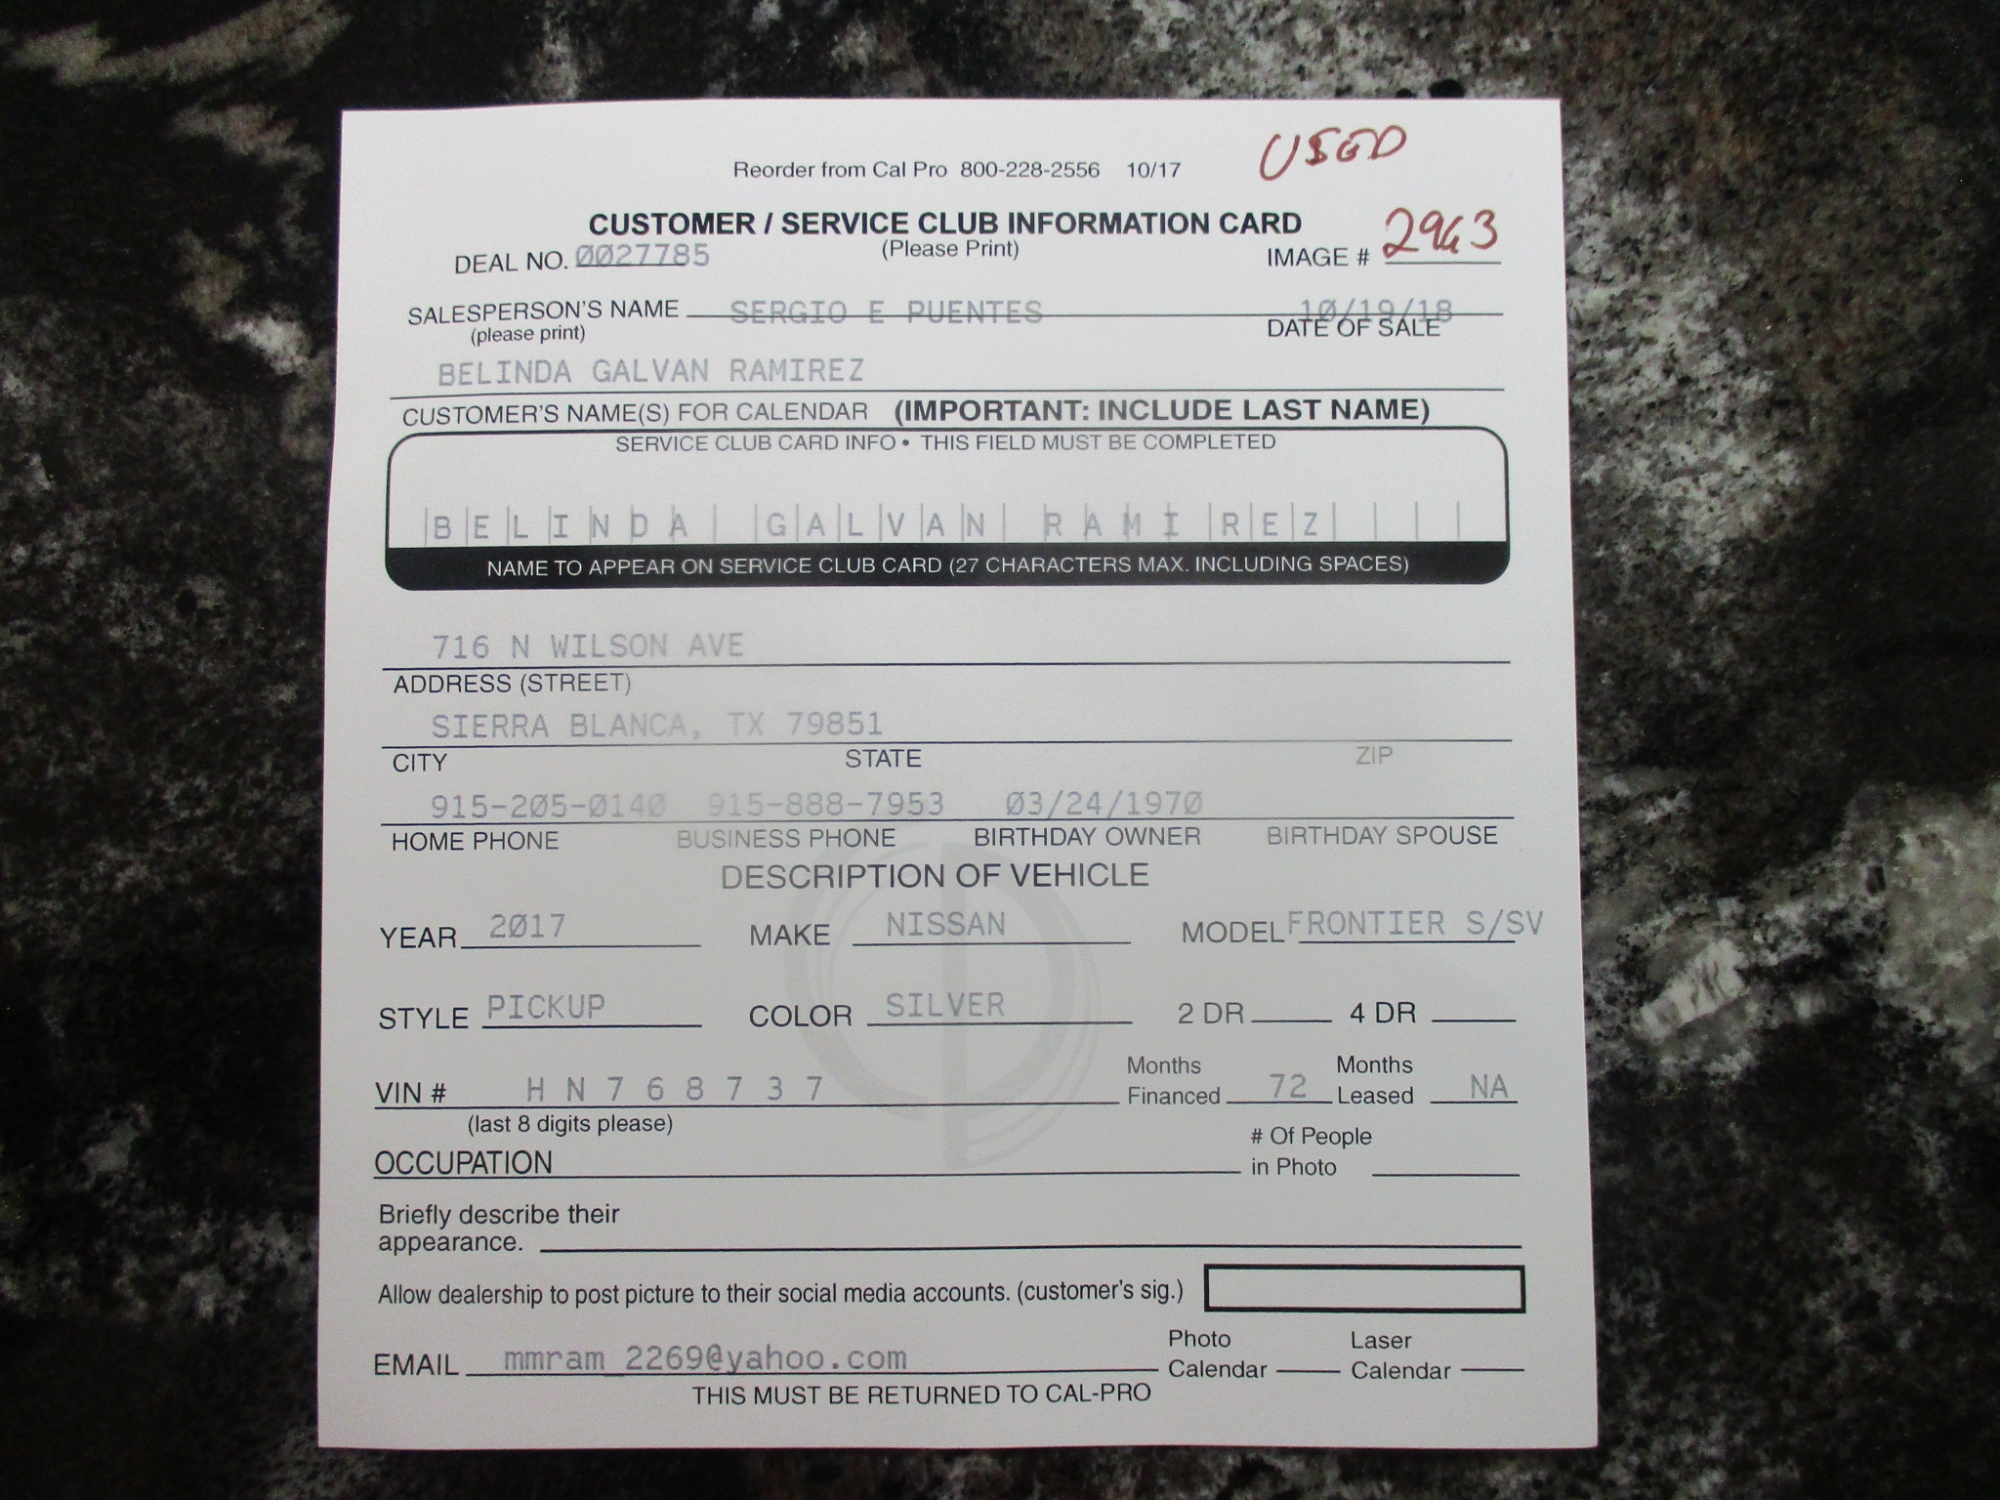 Reorder from Cal Pro 800-228-2556 10/17 USED
CUSTOMER / SERVICE CLUB INFORMATION CARD
DEAL NO. 0027785 (Please Print) IMAGE # 2963
SALESPERSON'S NAME SERGIO E PUENTES 10/19/18
(please print) DATE OF SALE
BELINDA GALVAN RAMIREZ
CUSTOMER'S NAME(S) FOR CALENDAR (IMPORTANT: INCLUDE LAST NAME)
SERVICE CLUB CARD INFO • THIS FIELD MUST BE COMPLETED
BELINDA GALVAN RAMIREZ
NAME TO APPEAR ON SERVICE CLUB CARD (27 CHARACTERS MAX. INCLUDING SPACES)
716 N WILSON AVE
ADDRESS (STREET)
SIERRA BLANCA, TX 79851
CITY STATE ZIP
915-205-0140 915-888-7953 03/24/1970
HOME PHONE BUSINESS PHONE BIRTHDAY OWNER BIRTHDAY SPOUSE
DESCRIPTION OF VEHICLE
YEAR 2017 MAKE NISSAN MODEL FRONTIER S/SV
STYLE PICKUP COLOR SILVER 2 DR 4 DR
VIN # H N 7 6 8 7 3 7 Months Financed 72 Months Leased NA
(last 8 digits please)
OCCUPATION # Of People in Photo
Briefly describe their
appearance.
Allow dealership to post picture to their social media accounts. (customer's sig.)
EMAIL mmram_2269@yahoo.com Photo Calendar Laser Calendar
THIS MUST BE RETURNED TO CAL-PRO